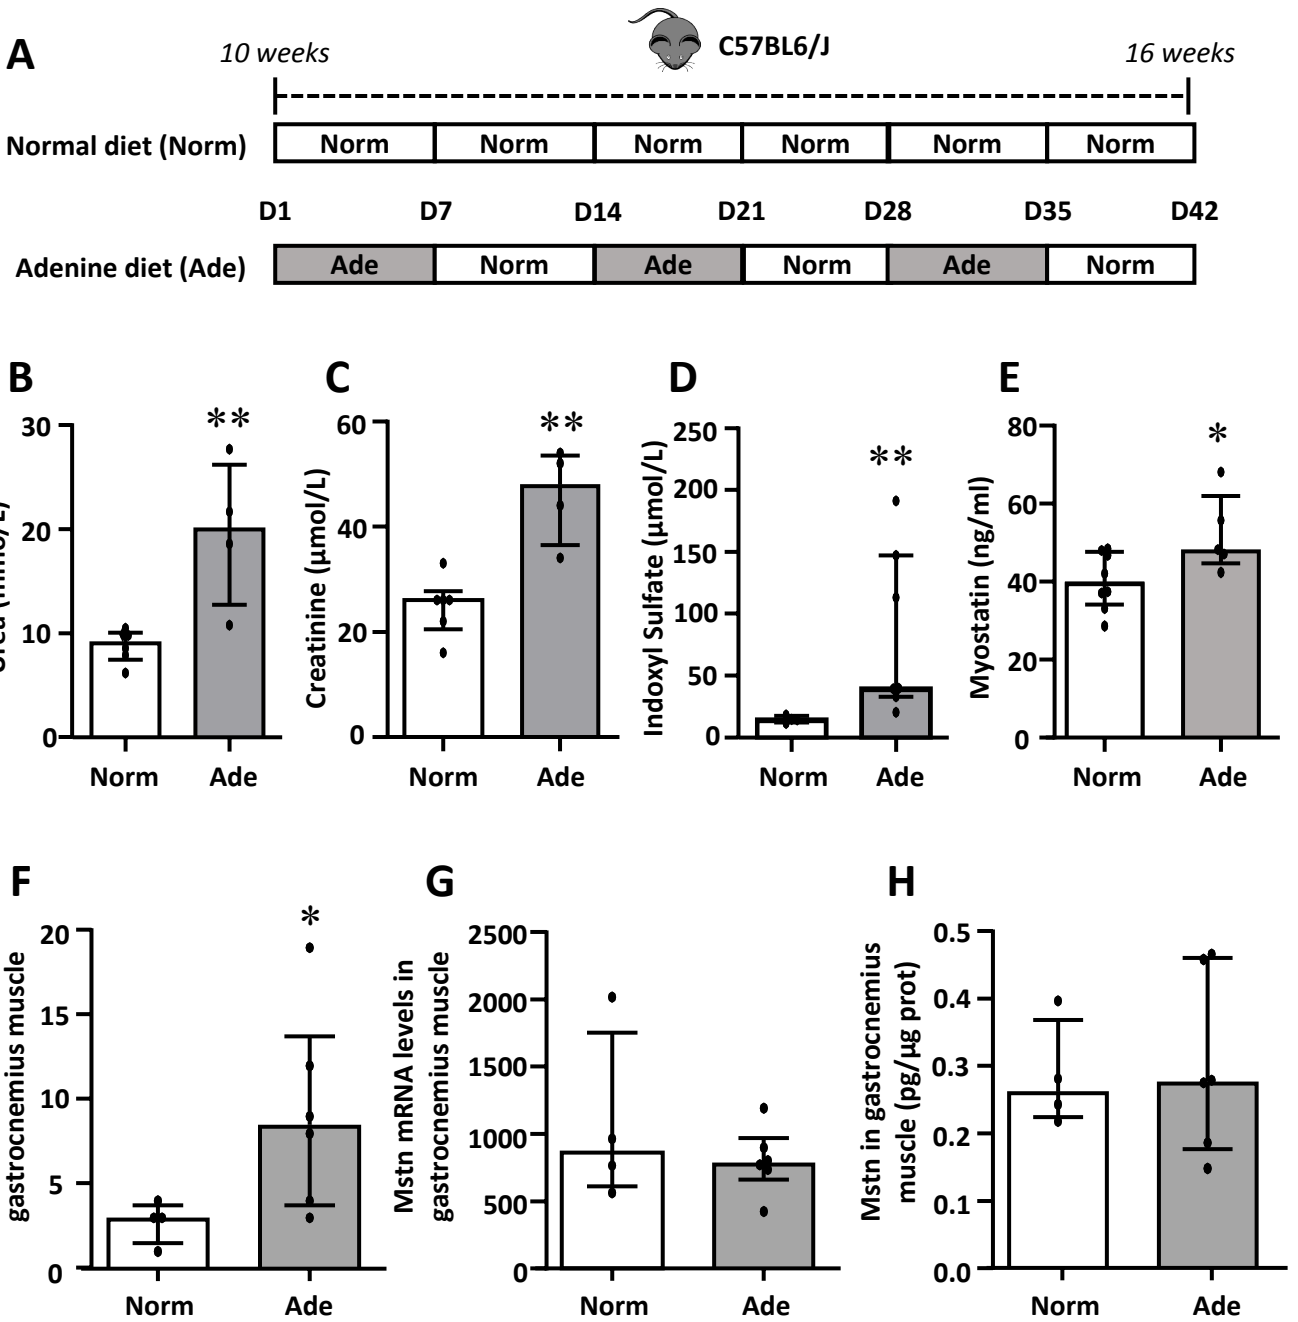 A
10 weeks
C57BL6/J
16 weeks
Normal diet (Norm)
Norm Norm Norm Norm Norm Norm
D1 D7 D14 D21 D28 D35 D42
Adenine diet (Ade)
Ade Norm Ade Norm Ade Norm
B
30
20
10
0
**
Norm Ade
C
Creatinine (µmol/L)
60
40
20
0
**
Norm Ade
D
Indoxyl Sulfate (µmol/L)
250
200
150
100
50
0
**
Norm Ade
E
Myostatin (ng/ml)
80
60
40
20
0
*
Norm Ade
F
gastrocnemius muscle
20
15
10
5
0
*
Norm Ade
G
Mstn mRNA levels in
gastrocnemius muscle
2500
2000
1500
1000
500
0
Norm Ade
H
Mstn in gastrocnemius
muscle (pg/µg prot)
0.5
0.4
0.3
0.2
0.1
0.0
Norm Ade